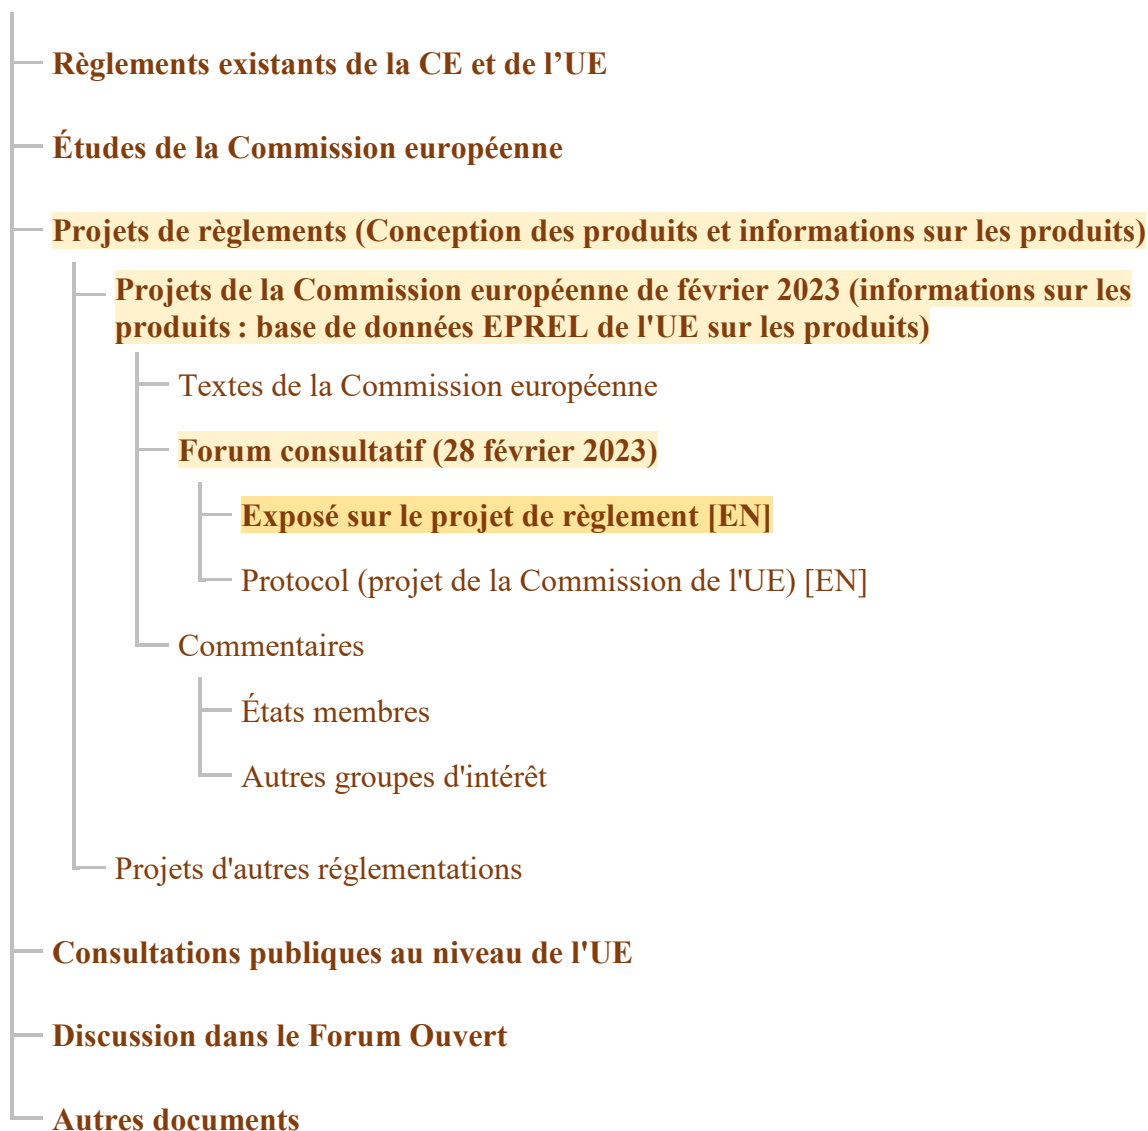 Règlements existants de la CE et de l’UE
Études de la Commission européenne
Projets de règlements (Conception des produits et informations sur les produits)
Projets de la Commission européenne de février 2023 (informations sur les
produits : base de données EPREL de l'UE sur les produits)
Textes de la Commission européenne
Forum consultatif (28 février 2023)
Exposé sur le projet de règlement [EN]
Protocol (projet de la Commission de l'UE) [EN]
Commentaires
États membres
Autres groupes d'intérêt
Projets d'autres réglementations
Consultations publiques au niveau de l'UE
Discussion dans le Forum Ouvert
Autres documents